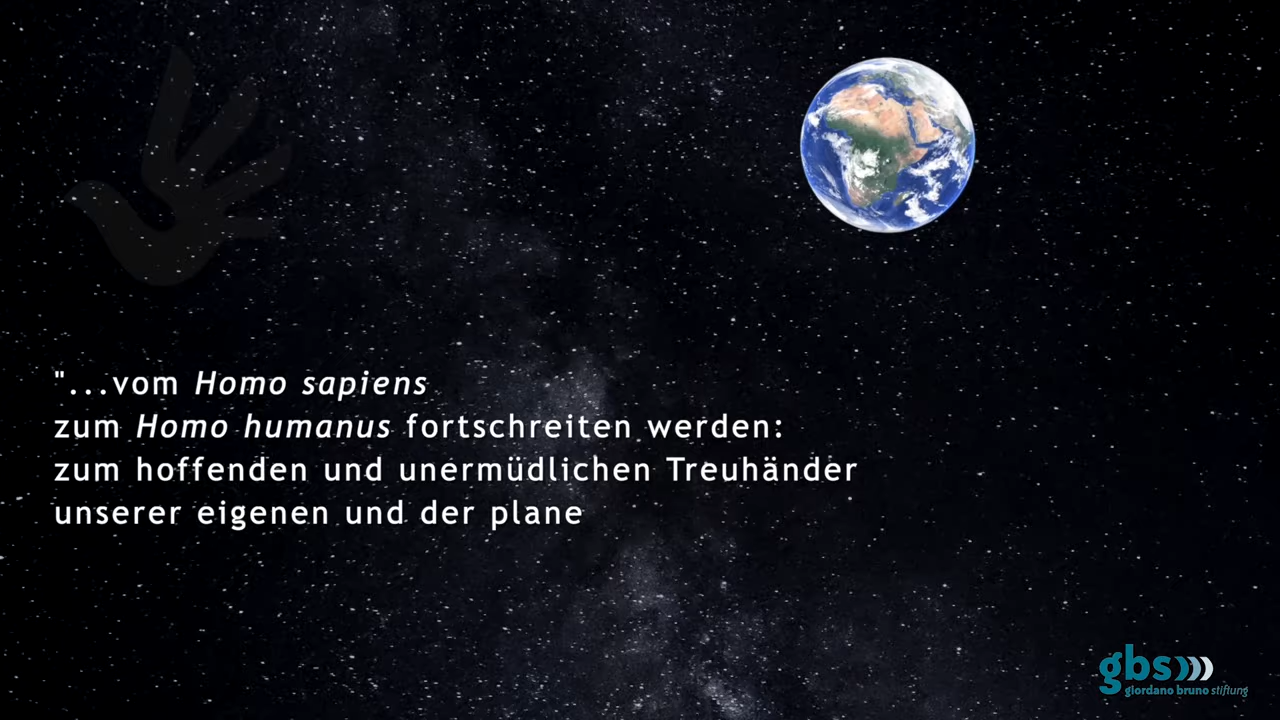 "...vom Homo sapiens
zum Homo humanus fortschreiten werden:
zum hoffenden und unermüdlichen Treuhänder
unserer eigenen und der plane
gbs
giordano bruno stiftung